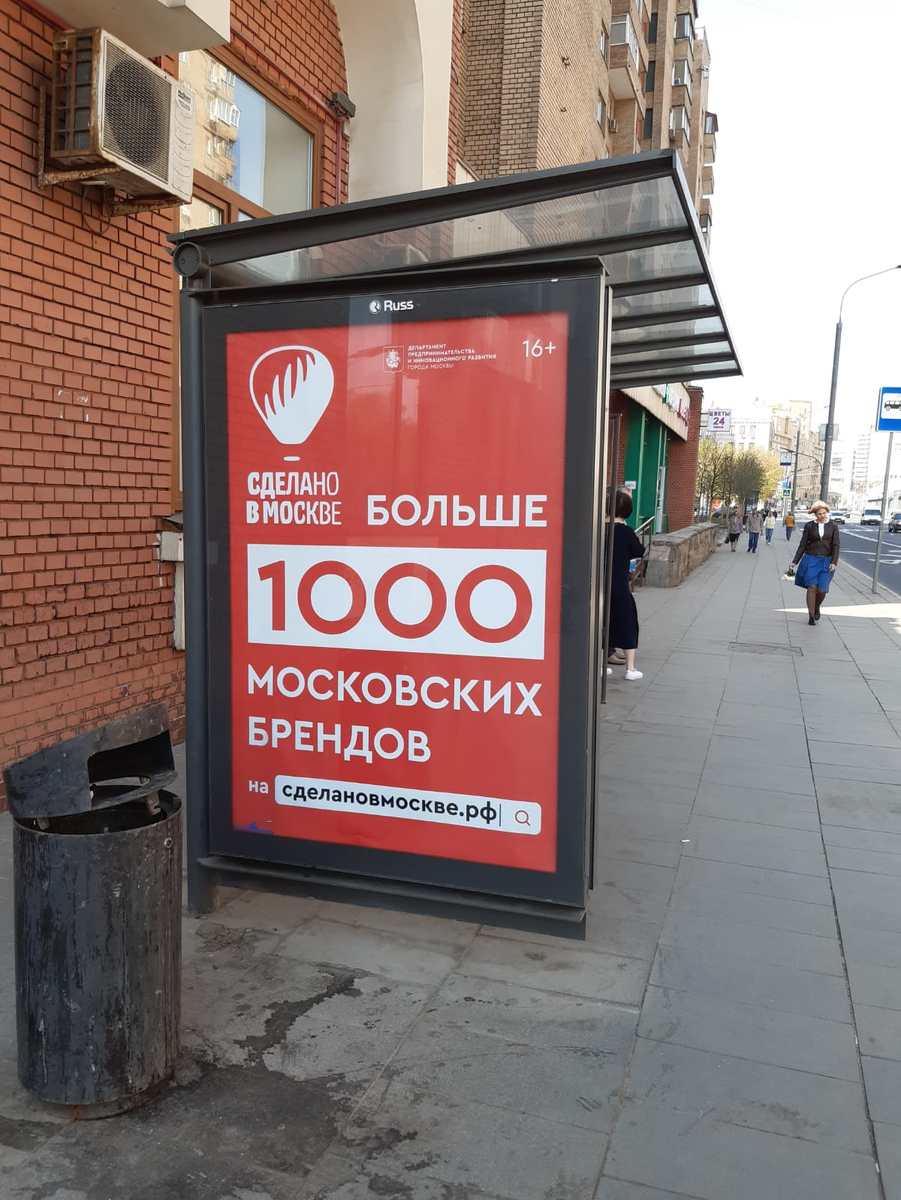 Russ
ДЕПАРТАМЕНТ
ПРЕДПРИНИМАТЕЛЬСТВА
И ИННОВАЦИОННОГО РАЗВИТИЯ
ГОРОДА МОСКВЫ
16+
СДЕЛАНО
В МОСКВЕ
БОЛЬШЕ
1000
МОСКОВСКИХ
БРЕНДОВ
на сделановмоскве.рф
ЦВЕТЫ
24